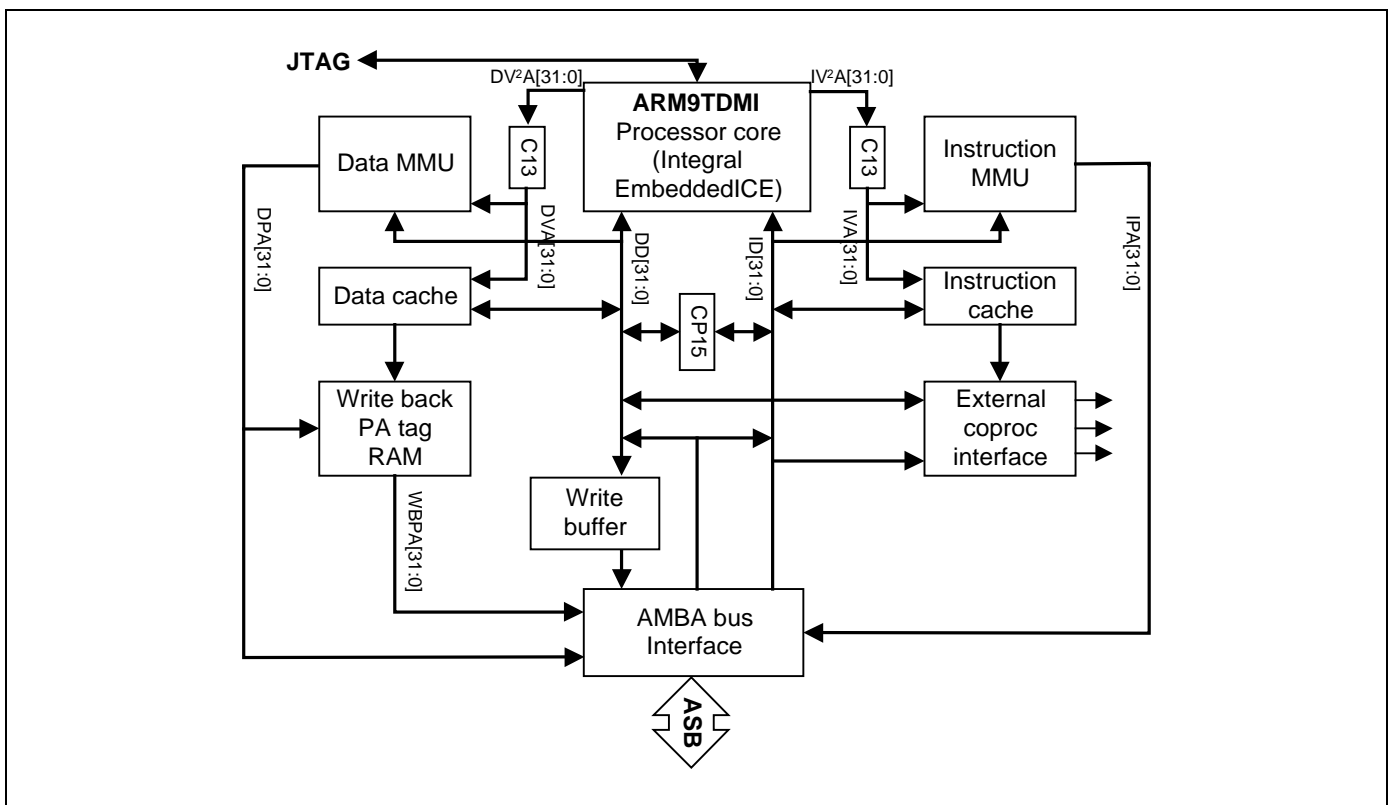 JTAG
DV²A[31:0]
IV²A[31:0]
ARM9TDMI
Processor core
(Integral
EmbeddedICE)
Data MMU
C13
C13
Instruction
MMU
DPA[31:0]
DVA[31:0]
DD[31:0]
ID[31:0]
IVA[31:0]
IPA[31:0]
Data cache
CP15
Instruction
cache
Write back
PA tag
RAM
External
coproc
interface
WBPA[31:0]
Write
buffer
AMBA bus
Interface
ASB